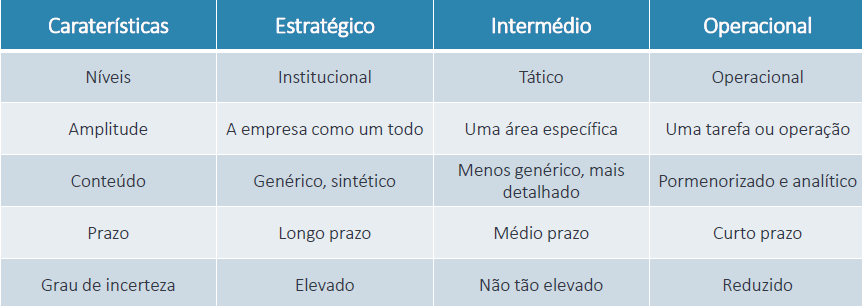 Caraterísticas Estratégico Intermédio Operacional
Níveis Institucional Tático Operacional
Amplitude A empresa como um todo Uma área específica Uma tarefa ou operação
Conteúdo Genérico, sintético Menos genérico, mais detalhado Pormenorizado e analítico
Prazo Longo prazo Médio prazo Curto prazo
Grau de incerteza Elevado Não tão elevado Reduzido